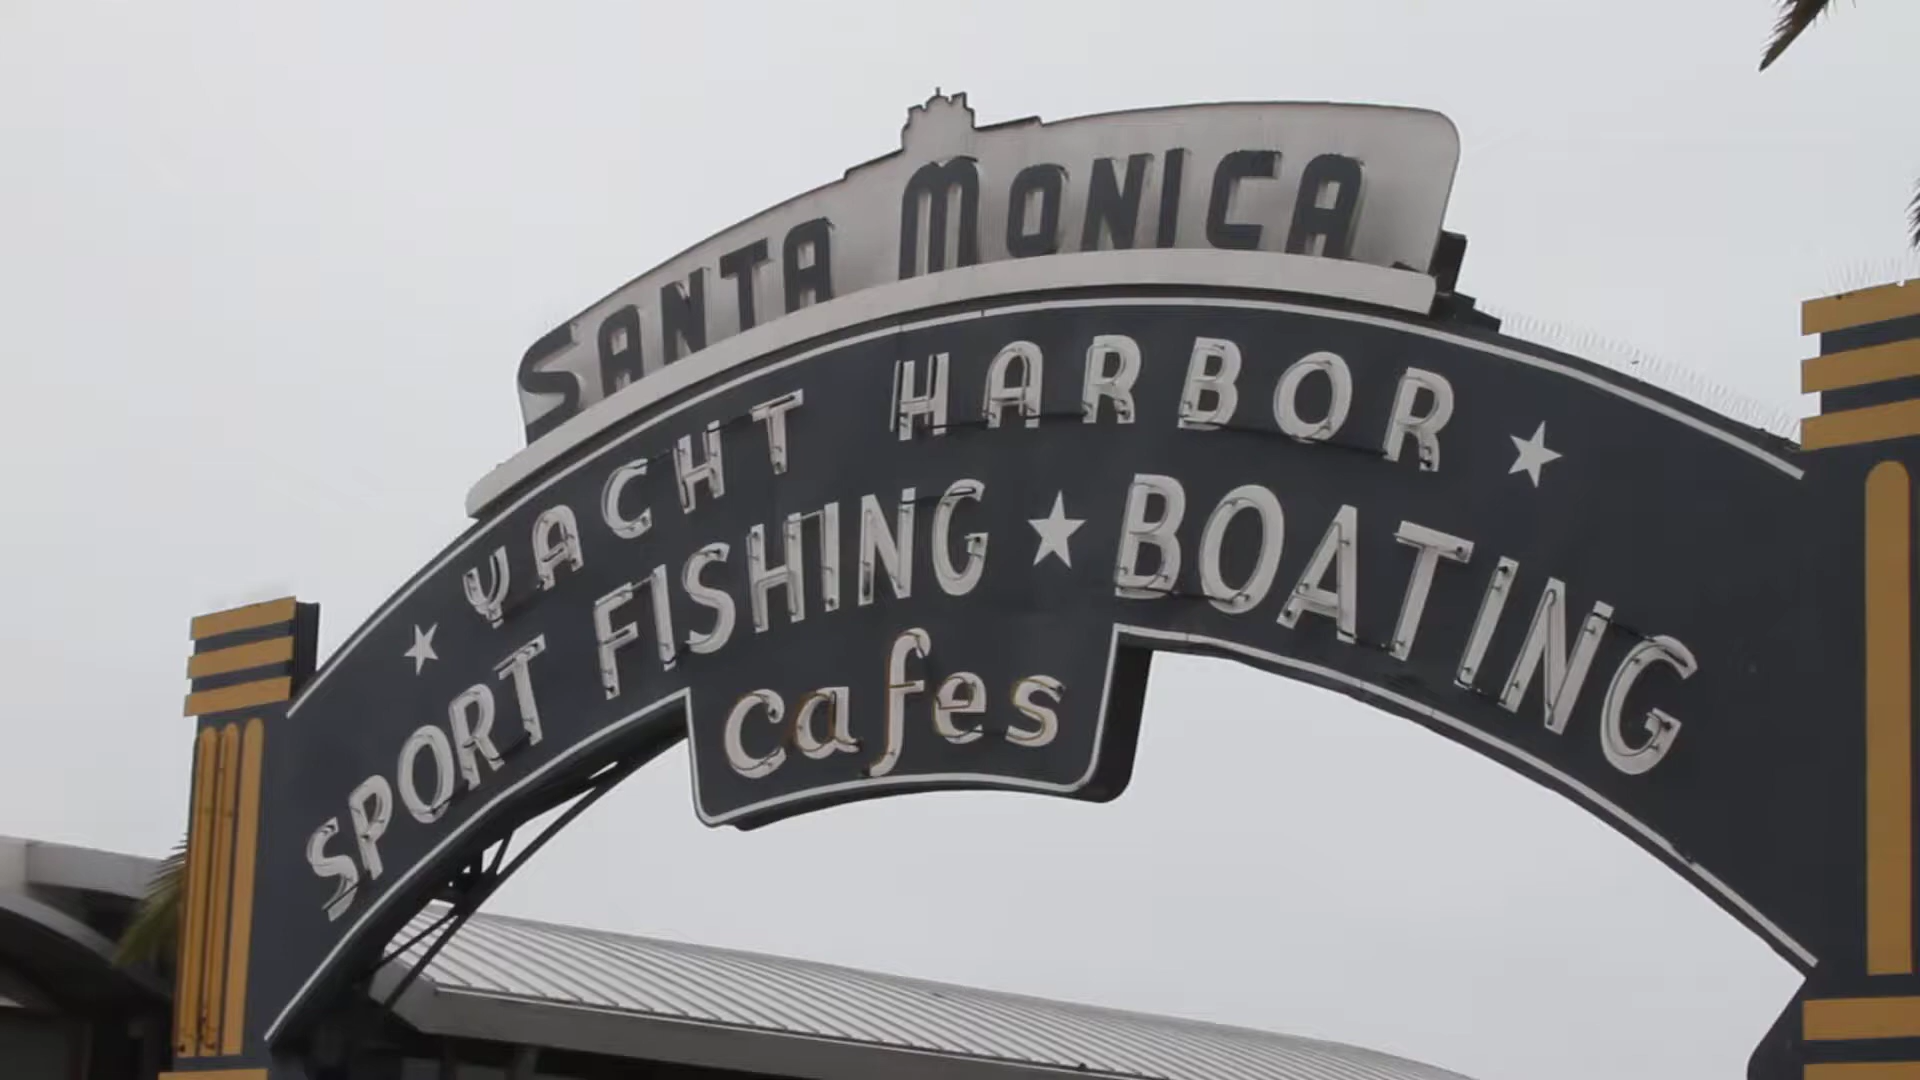 SANTA MONICA
★ YACHT HARBOR ★
SPORT FISHING ★ BOATING
cafes